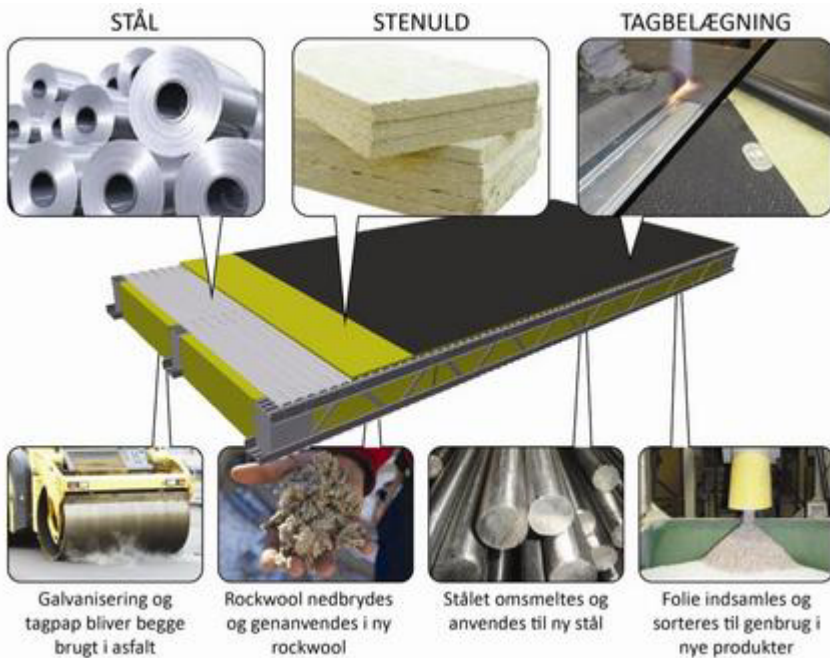 STÅL
STENULD
TAGBELÆGNING
Galvanisering og
tagpap bliver begge
brugt i asfalt
Rockwool nedbrydes
og genanvendes i ny
rockwool
Stålet omsmeltes og
anvendes til ny stål
Folie indsamles og
sorteres til genbrug i
nye produkter